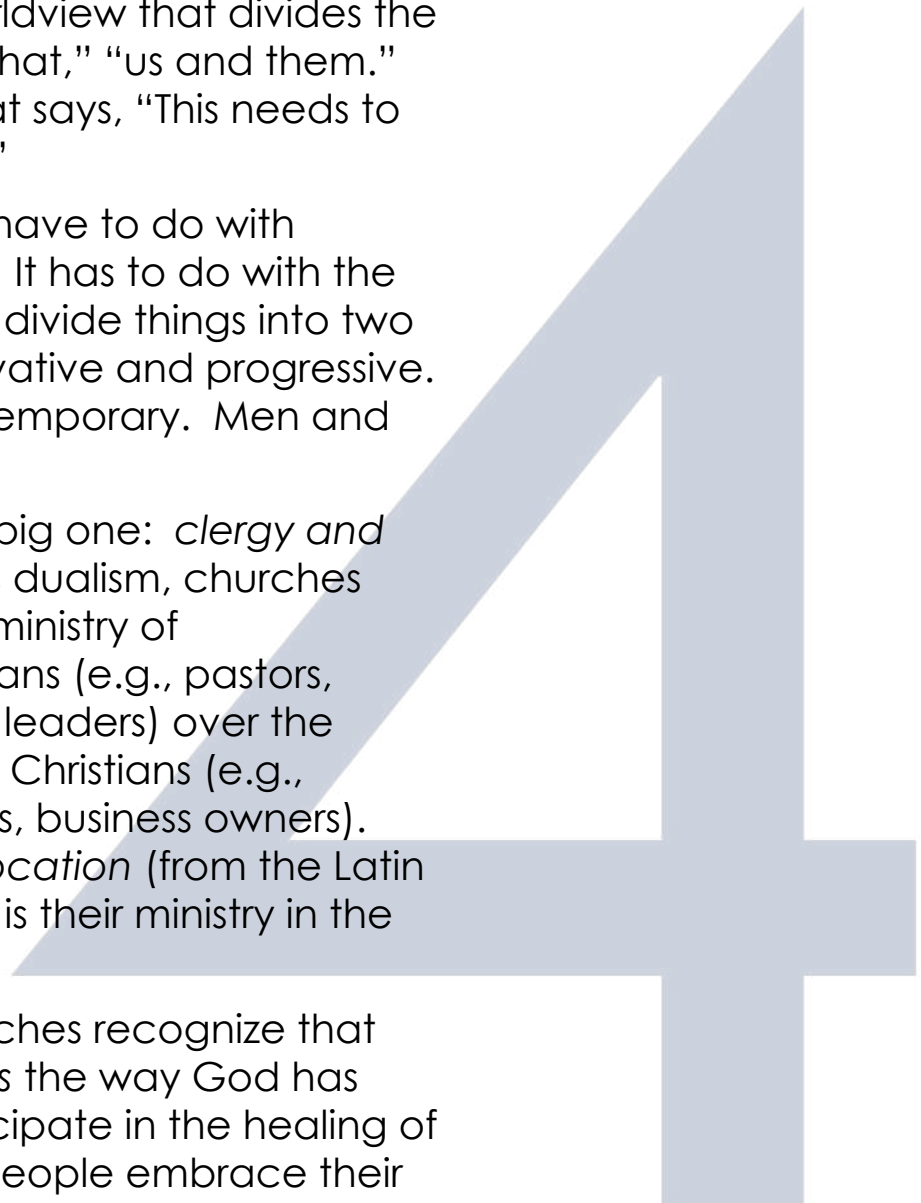 rldview that divides the
hat,” “us and them.”
at says, “This needs to
”
have to do with
It has to do with the
divide things into two
vative and progressive.
emporary. Men and
big one: clergy and
dualism, churches
ministry of
ans (e.g., pastors,
leaders) over the
Christians (e.g.,
s, business owners).
ocation (from the Latin
is their ministry in the
ches recognize that
s the way God has
cipate in the healing of
eople embrace their
4